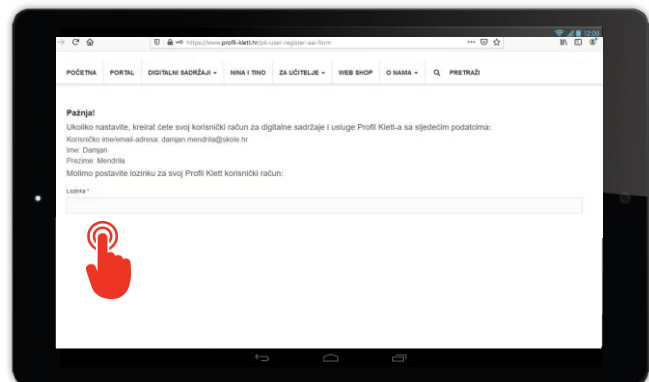 12:00
https://www.profil-klett.hr/pk-user-register-aai-form
POČETNA PORTAL DIGITALNI SADRŽAJI NINA I TINO ZA UČITELJE WEB SHOP O NAMA PRETRAŽI
Pažnja!
Ukoliko nastavite, kreirat ćete svoj korisnički račun za digitalne sadržaje i usluge Profil Klett-a sa sljedećim podatcima:
Korisničko ime/email-adresa: damjan.mendrila@skole.hr
Ime: Damjan
Prezime: Mendrila
Molimo postavite lozinku za svoj Profil Klett korisnički račun:
Lozinka *